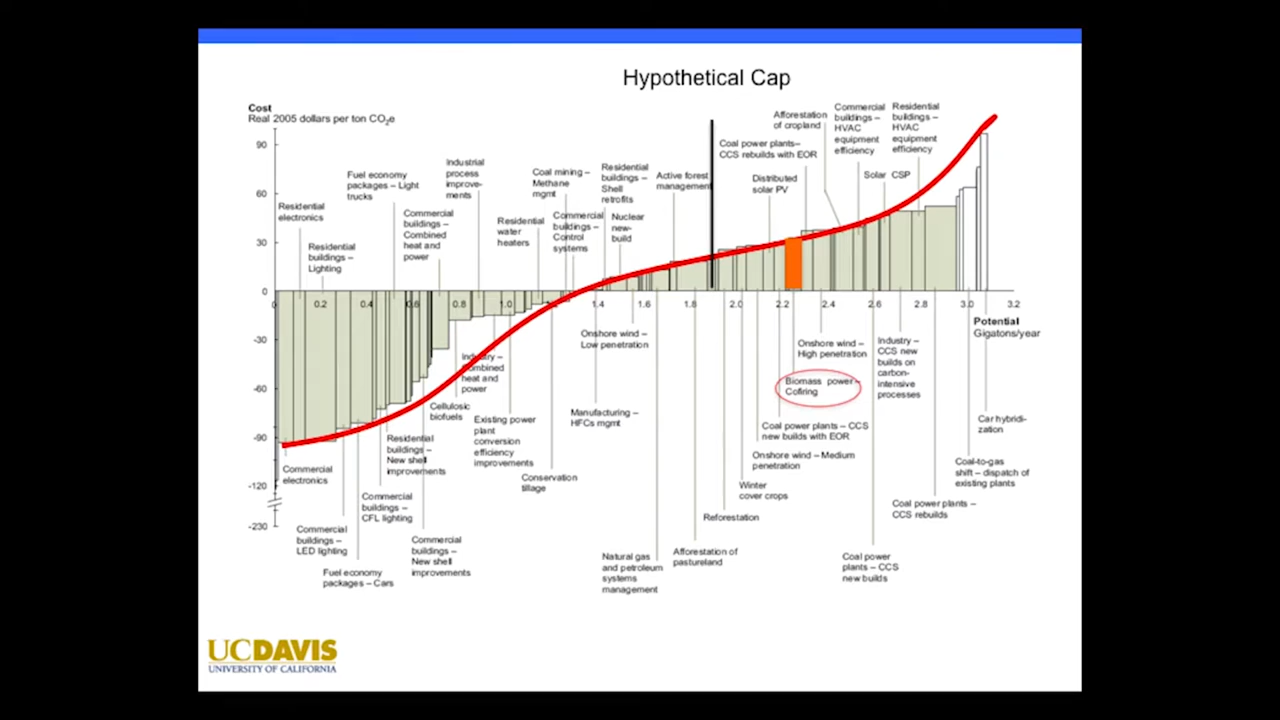 Hypothetical Cap
Cost
Real 2005 dollars per ton CO2e
90
60
30
0
-30
-60
-90
-120
-230
0
0.2
0.4
0.6
0.8
1.0
1.2
1.4
1.6
1.8
2.0
2.2
2.4
2.6
2.8
3.0
3.2
Potential
Gigatons/year
Residential
electronics
Residential
buildings –
Lighting
Fuel economy
packages – Light
trucks
Commercial
buildings –
Combined
heat and
power
Industrial
process
improve-
ments
Residential
water
heaters
Coal mining –
Methane
mgmt
Commercial
buildings –
Control
systems
Residential
buildings –
Shell
retrofits
Nuclear
new-
build
Active forest
management
Coal power plants–
CCS rebuilds with EOR
Distributed
solar PV
Afforestation
of cropland
Commercial
buildings –
HVAC
equipment
efficiency
Solar CSP
Residential
buildings –
HVAC
equipment
efficiency
Commercial
electronics
Commercial
buildings –
LED lighting
Fuel economy
packages – Cars
Commercial
buildings –
CFL lighting
Residential
buildings –
New shell
improvements
Commercial
buildings –
New shell
improvements
Cellulosic
biofuels
Industry –
Combined
heat and
power
Existing power
plant
conversion
efficiency
improvements
Conservation
tillage
Manufacturing –
HFCs mgmt
Onshore wind –
Low penetration
Natural gas
and petroleum
systems
management
Afforestation of
pastureland
Reforestation
Winter
cover crops
Onshore wind – Medium
penetration
Coal power plants – CCS
new builds with EOR
Biomass power –
Cofiring
Onshore wind –
High penetration
Coal power
plants – CCS
new builds
Industry –
CCS new
builds on
carbon-
intensive
processes
Coal power plants –
CCS rebuilds
Coal-to-gas
shift – dispatch of
existing plants
Car hybridi-
zation
UCDAVIS
UNIVERSITY OF CALIFORNIA